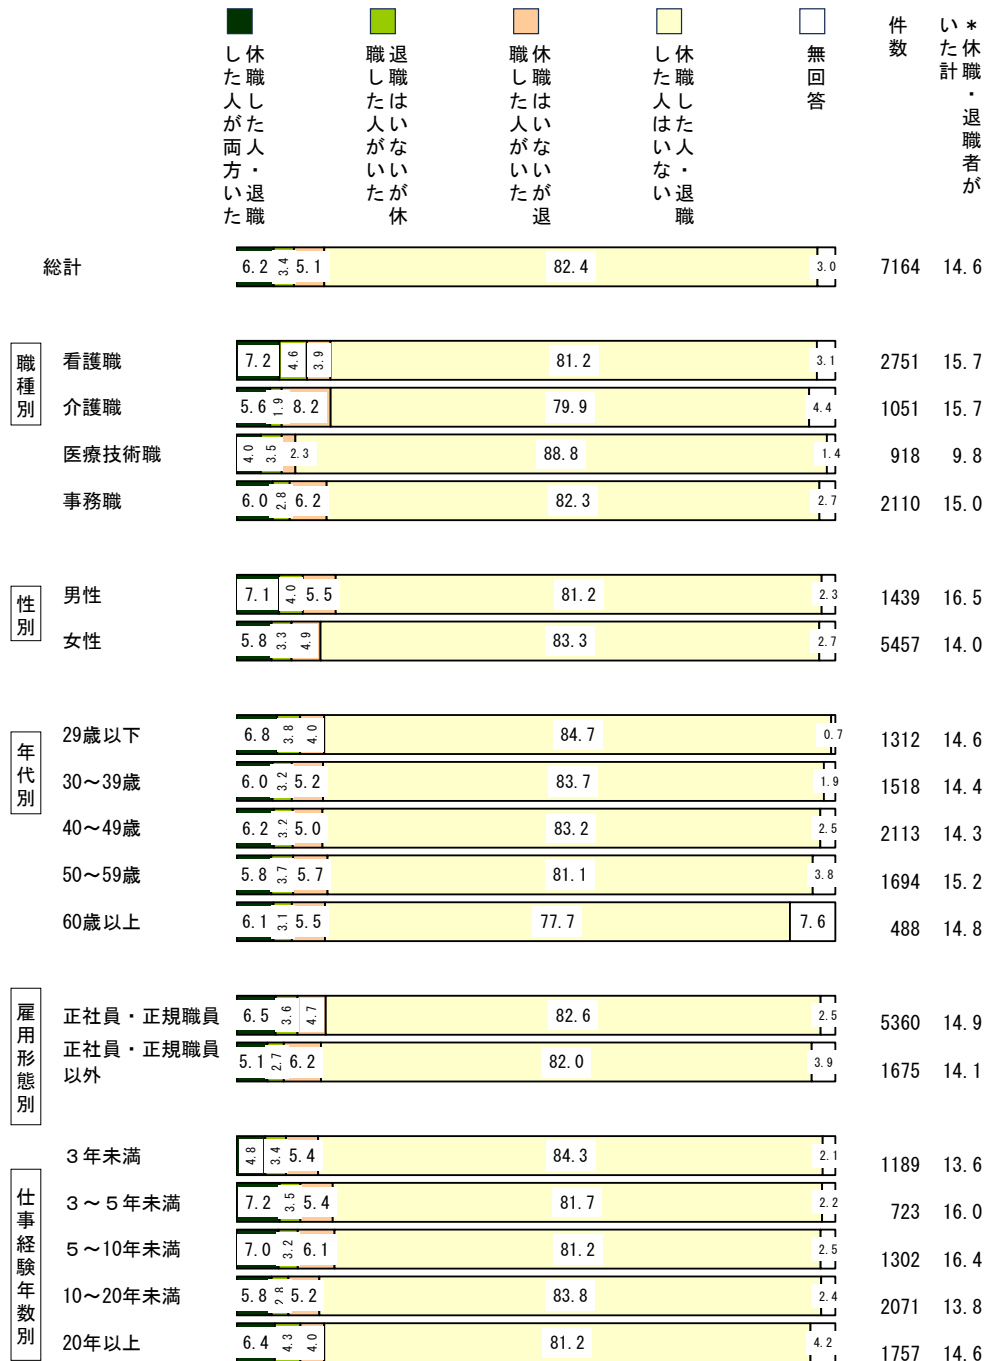 休職した人・退職
した人が両方いた
退職はいないが休
職した人がいた
休職はいないが退
職した人がいた
休職した人・退職
した人はいない
無回答
件数
＊休職・退職者が
いた計
総計 6.2 3.4 5.1 82.4 3.0 7164 14.6
職種別
看護職 7.2 4.6 3.9 81.2 3.1 2751 15.7
介護職 5.6 1.9 8.2 79.9 4.4 1051 15.7
医療技術職 4.0 3.5 2.3 88.8 1.4 918 9.8
事務職 6.0 2.8 6.2 82.3 2.7 2110 15.0
性別
男性 7.1 4.0 5.5 81.2 2.3 1439 16.5
女性 5.8 3.3 4.9 83.3 2.7 5457 14.0
年代別
29歳以下 6.8 3.8 4.0 84.7 0.7 1312 14.6
30～39歳 6.0 3.2 5.2 83.7 1.9 1518 14.4
40～49歳 6.2 3.2 5.0 83.2 2.5 2113 14.3
50～59歳 5.8 3.7 5.7 81.1 3.8 1694 15.2
60歳以上 6.1 3.1 5.5 77.7 7.6 488 14.8
雇用形態別
正社員・正規職員 6.5 3.6 4.7 82.6 2.5 5360 14.9
正社員・正規職員
以外 5.1 2.7 6.2 82.0 3.9 1675 14.1
仕事経験年数別
３年未満 4.8 3.4 5.4 84.3 2.1 1189 13.6
３～５年未満 7.2 3.5 5.4 81.7 2.2 723 16.0
５～10年未満 7.0 3.2 6.1 81.2 2.5 1302 16.4
10～20年未満 5.8 2.8 5.2 83.8 2.4 2071 13.8
20年以上 6.4 4.3 4.0 81.2 4.2 1757 14.6